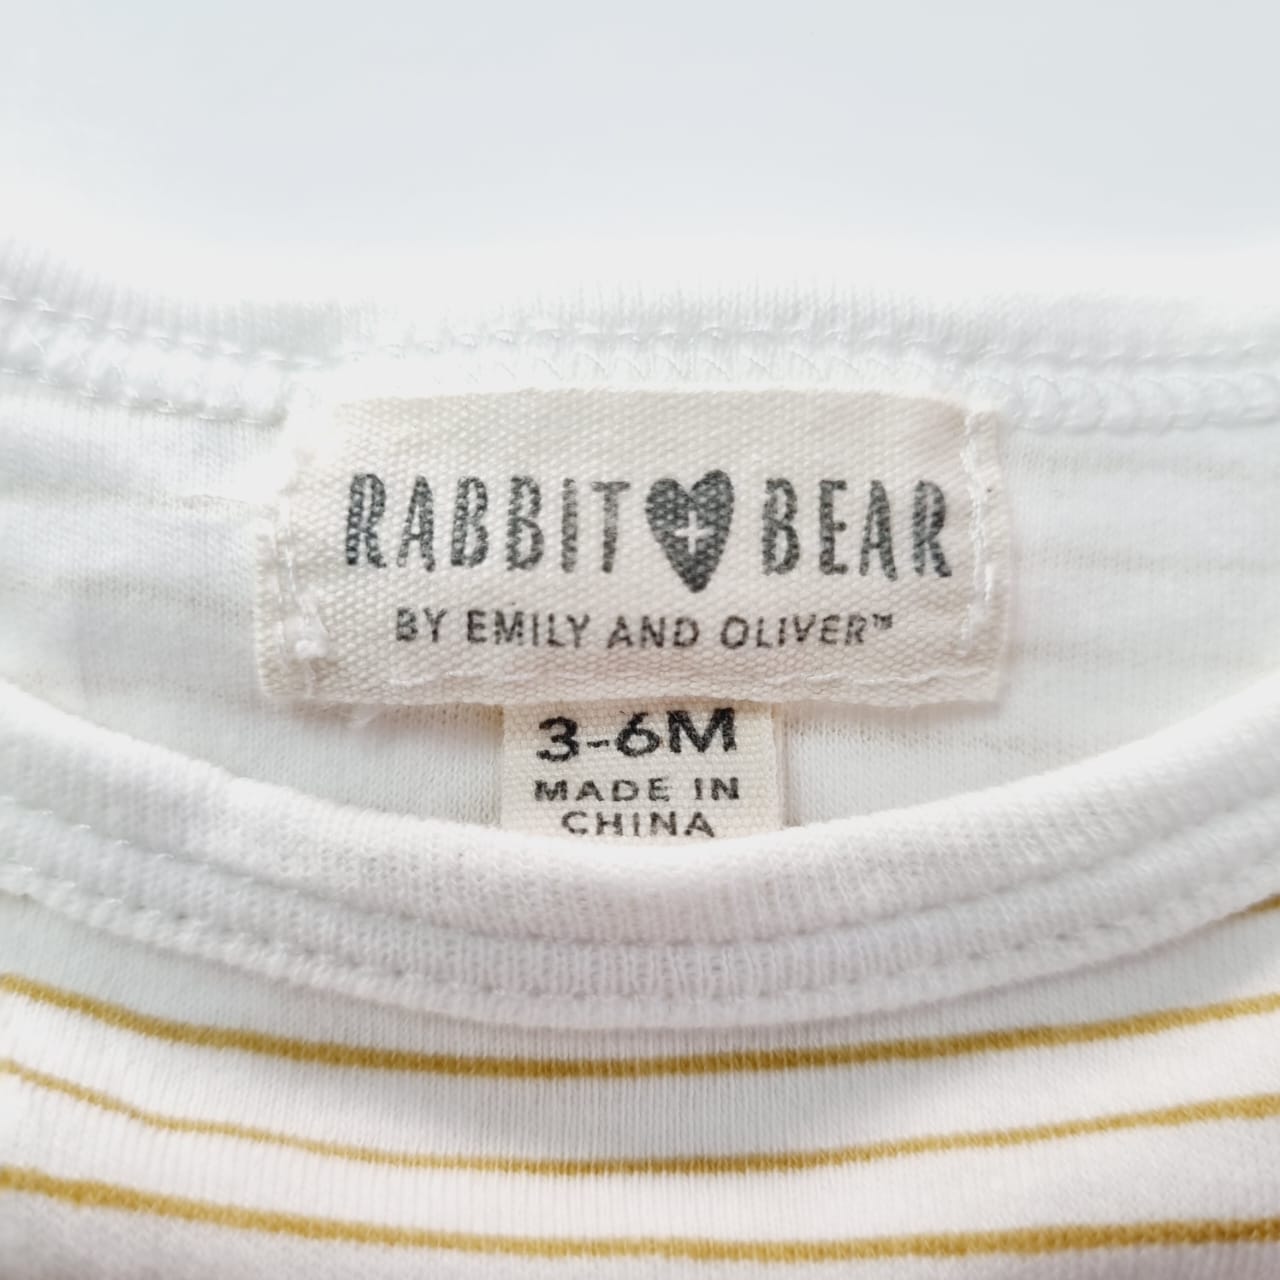 RABBIT + BEAR
BY EMILY AND OLIVER™
3-6M
MADE IN
CHINA